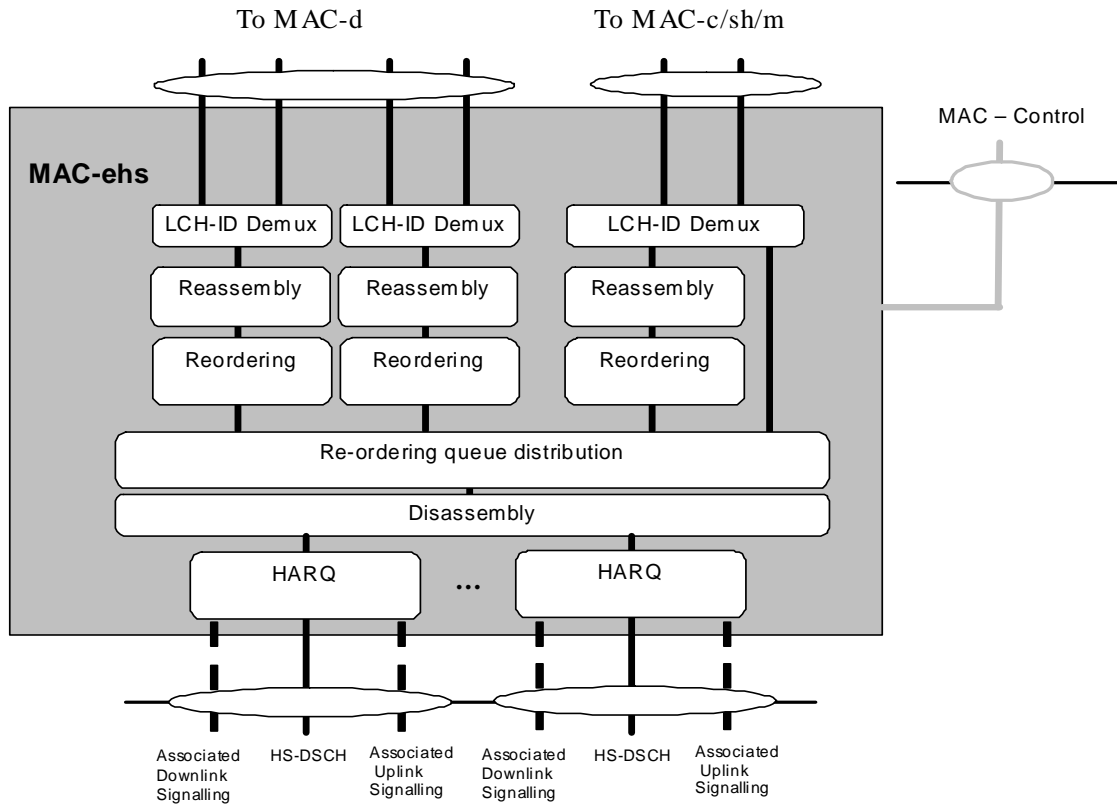 To MAC-d
To MAC-c/sh/m
MAC – Control
MAC-ehs
LCH-ID Demux
LCH-ID Demux
LCH-ID Demux
Reassembly
Reassembly
Reassembly
Reordering
Reordering
Reordering
Re-ordering queue distribution
Disassembly
HARQ
...
HARQ
Associated
Downlink
Signalling
HS-DSCH
Associated
Uplink
Signalling
Associated
Downlink
Signalling
HS-DSCH
Associated
Uplink
Signalling